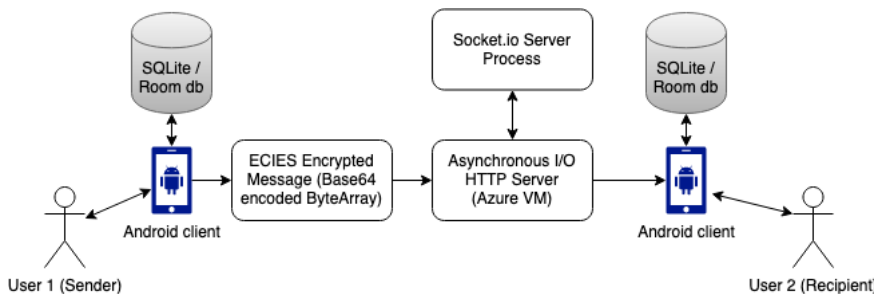 SQLite /
Room db
Socket.io Server
Process
SQLite /
Room db
ECIES Encrypted
Message (Base64
encoded ByteArray)
Asynchronous I/O
HTTP Server
(Azure VM)
Android client
Android client
User 1 (Sender)
User 2 (Recipient)